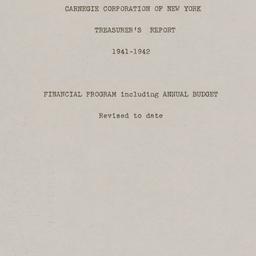 CARNEGIE CORPORATION OF NEW YORK
TREASURER'S REPORT
1941-1942
FINANCIAL PROGRAM including ANNUAL BUDGET
Revised to date